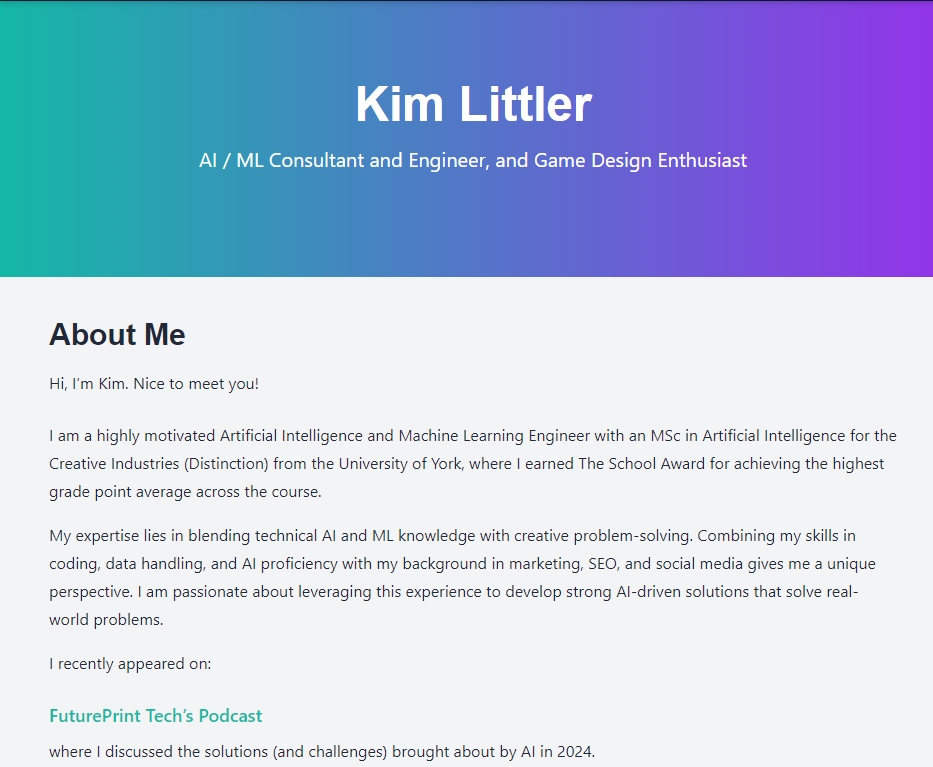 Kim Littler
AI / ML Consultant and Engineer, and Game Design Enthusiast
About Me
Hi, I’m Kim. Nice to meet you!
I am a highly motivated Artificial Intelligence and Machine Learning Engineer with an MSc in Artificial Intelligence for the
Creative Industries (Distinction) from the University of York, where I earned The School Award for achieving the highest
grade point average across the course.
My expertise lies in blending technical AI and ML knowledge with creative problem-solving. Combining my skills in
coding, data handling, and AI proficiency with my background in marketing, SEO, and social media gives me a unique
perspective. I am passionate about leveraging this experience to develop strong AI-driven solutions that solve real-
world problems.
I recently appeared on:
FuturePrint Tech’s Podcast
where I discussed the solutions (and challenges) brought about by AI in 2024.